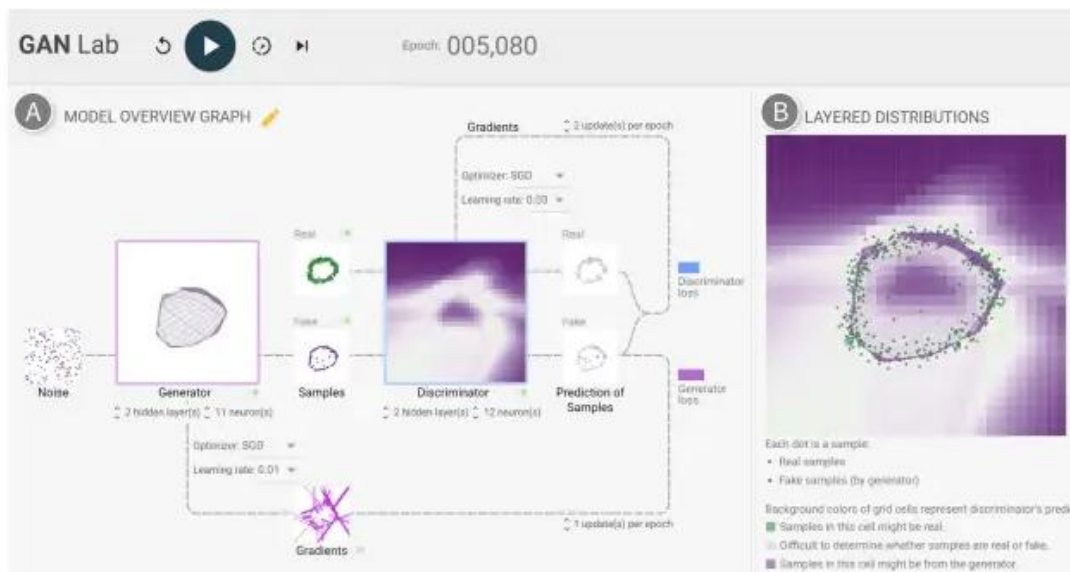 GAN Lab
Epoch: 005,080
A MODEL OVERVIEW GRAPH
Gradients
2 update(s) per epoch
Optimizer: SGD
Learning rate: 0.03
Real
Real
Discriminator
loss
Fake
Fake
Noise
Generator
Samples
Discriminator
Prediction of
Samples
Generator
loss
2 hidden layer(s) 11 neuron(s)
2 hidden layer(s) 12 neuron(s)
Optimizer: SGD
Learning rate: 0.01
1 update(s) per epoch
Gradients
B LAYERED DISTRIBUTIONS
Each dot is a sample:
• Real samples
• Fake samples (by generator)
Background colors of grid cells represent discriminator's pred
Samples in this cell might be real.
Difficult to determine whether samples are real or fake.
Samples in this cell might be from the generator.